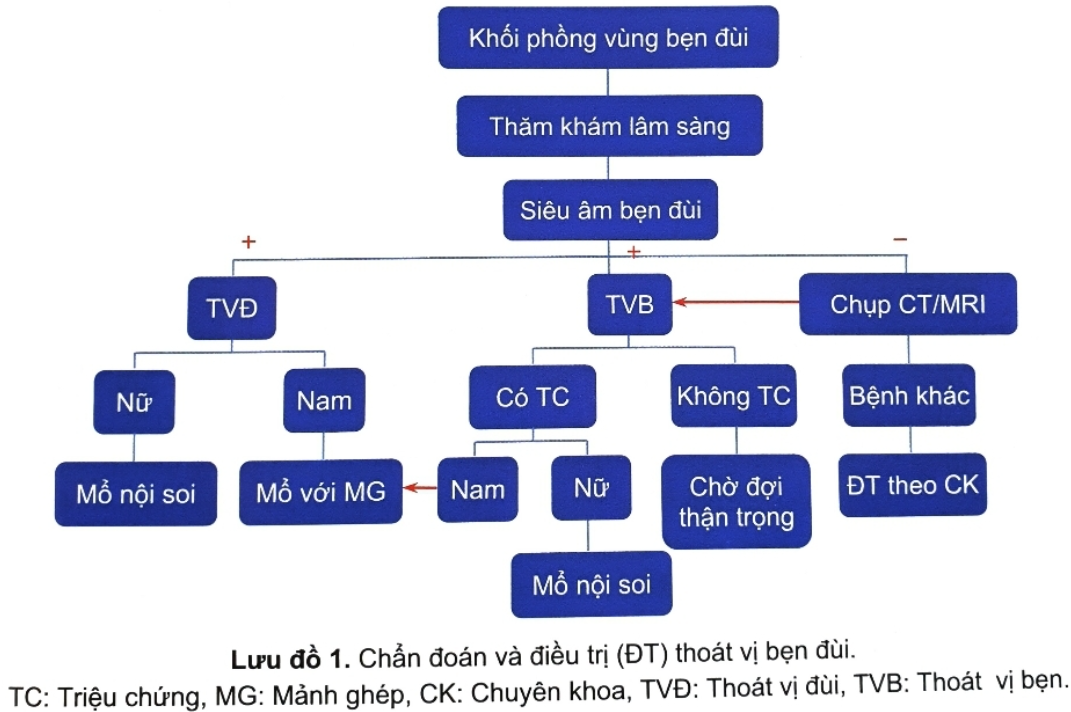 Khối phồng vùng bẹn đùi
Thăm khám lâm sàng
Siêu âm bẹn đùi
+
+
−
TVĐ
TVB
Chụp CT/MRI
Nữ
Nam
Có TC
Không TC
Bệnh khác
Mổ nội soi
Mổ với MG
Nam
Nữ
Chờ đợi
thận trọng
ĐT theo CK
Mổ nội soi
Lưu đồ 1. Chẩn đoán và điều trị (ĐT) thoát vị bẹn đùi.
TC: Triệu chứng, MG: Mảnh ghép, CK: Chuyên khoa, TVĐ: Thoát vị đùi, TVB: Thoát vị bẹn.